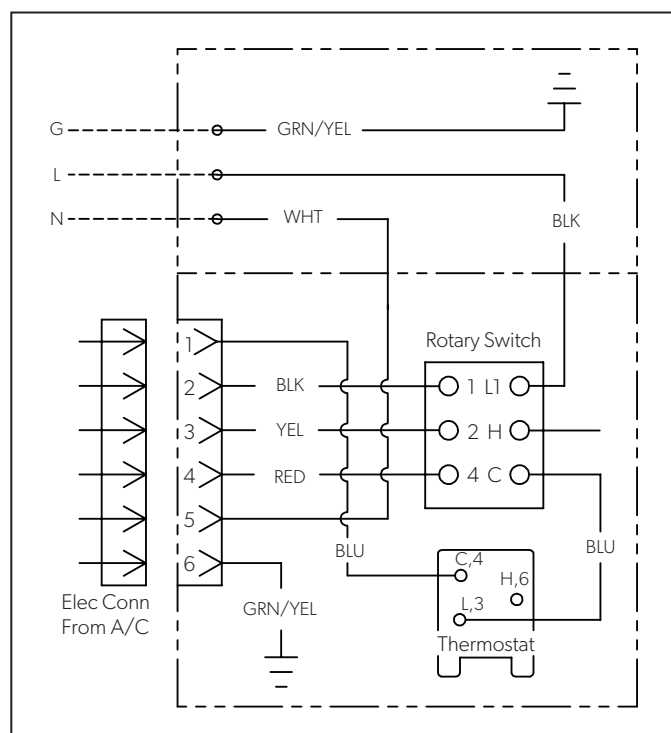 G
GRN/YEL
L
N
WHT
BLK
Rotary Switch
1
2
BLK
1 L1
3
YEL
2 H
4
RED
4 C
5
BLU
BLU
6
C,4
H,6
L,3
GRN/YEL
Elec Conn
From A/C
Thermostat